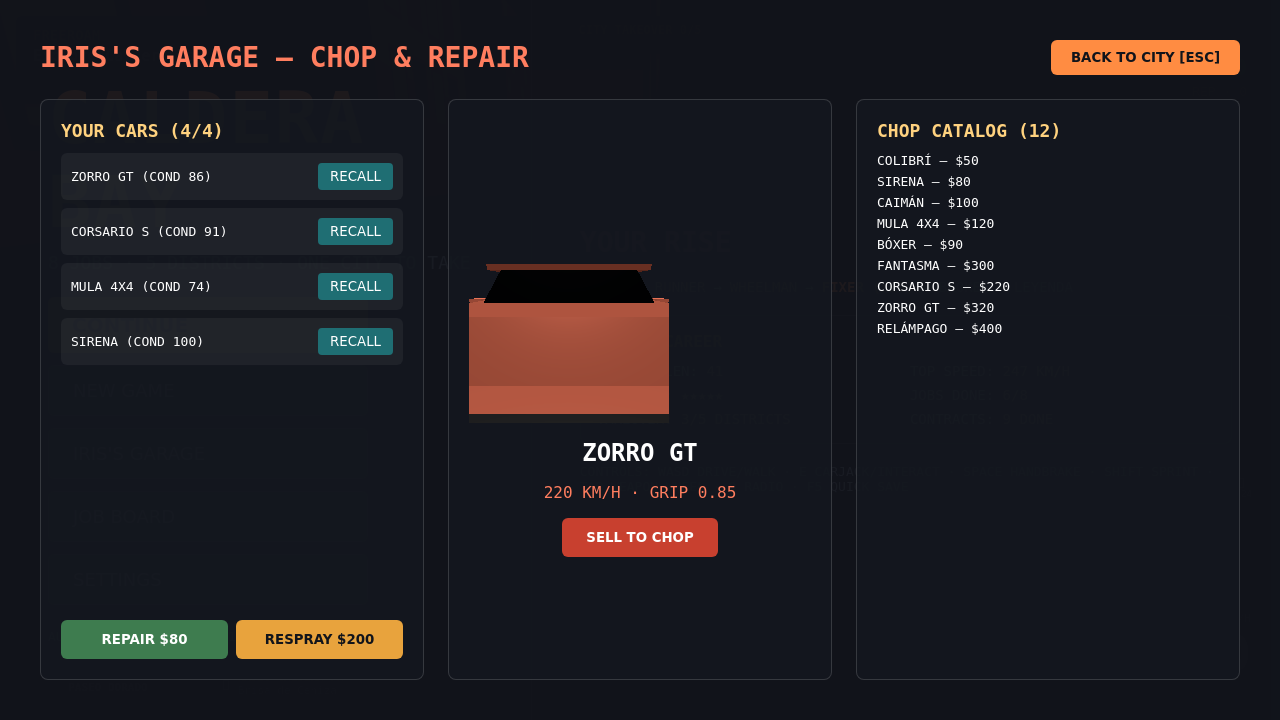 IRIS'S GARAGE — CHOP & REPAIR
BACK TO CITY [ESC]
YOUR CARS (4/4)
ZORRO GT (COND 86)
RECALL
CORSARIO S (COND 91)
RECALL
MULA 4X4 (COND 74)
RECALL
SIRENA (COND 100)
RECALL
REPAIR $80
RESPRAY $200
ZORRO GT
220 KM/H · GRIP 0.85
SELL TO CHOP
CHOP CATALOG (12)
COLIBRÍ — $50
SIRENA — $80
CAIMÁN — $100
MULA 4X4 — $120
BÓXER — $90
FANTASMA — $300
CORSARIO S — $220
ZORRO GT — $320
RELÁMPAGO — $400
CALDERA